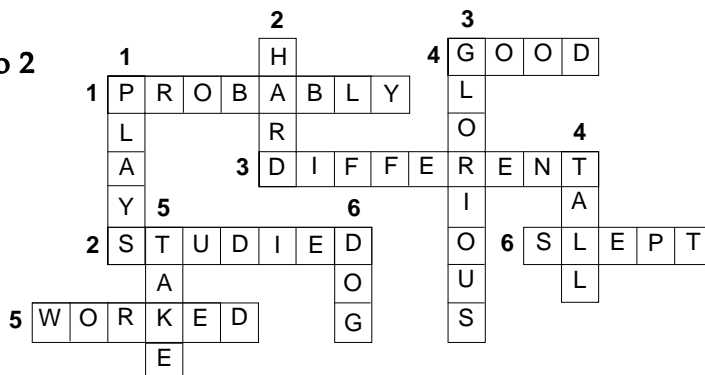 3
2
o 2
1
H
4 G O O D
1 P R O B A B L Y
L
L
R
O
4
A
3 D I F F E R E N T
Y
5
6
I
A
2 S T U D I E D
O
6 S L E P T
A
O
U
L
5 W O R K E D
G
S
E